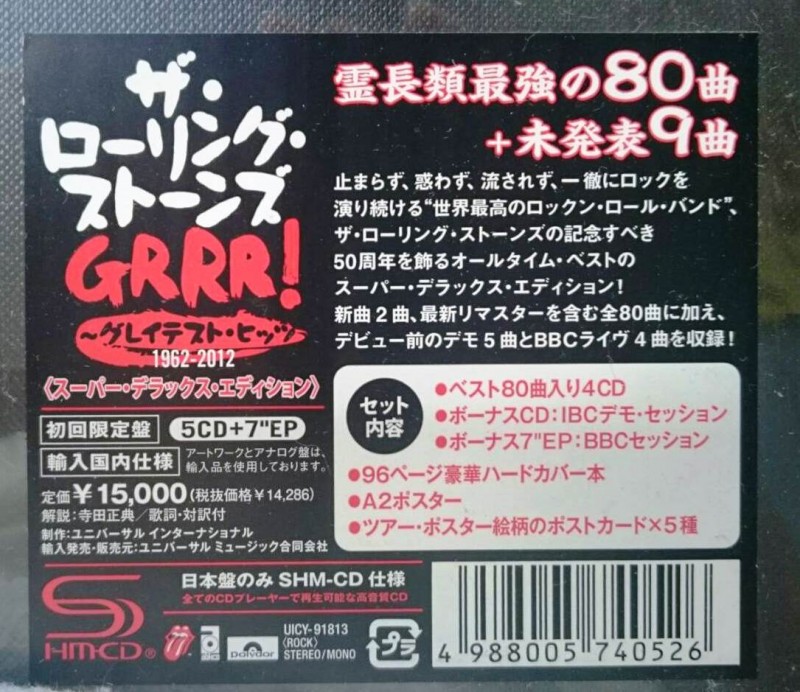 ザ・
ローリング・
ストーンズ
GRRR!
～グレイテスト・ヒッツ
1962-2012
〈スーパー・デラックス・エディション〉
初回限定盤
5CD+7"EP
輸入国内仕様
アートワークとアナログ盤は、
輸入品を使用しております。
定価¥15,000(税抜価格¥14,286)
解説:寺田正典/歌詞・対訳付
制作:ユニバーサル インターナショナル
輸入発売・販売元:ユニバーサル ミュージック合同会社
霊長類最強の80曲
+未発表9曲
止まらず、惑わず、流されず、一徹にロックを
演り続ける“世界最高のロックン・ロール・バンド”、
ザ・ローリング・ストーンズの記念すべき
50周年を飾るオールタイム・ベストの
スーパー・デラックス・エディション!
新曲2曲、最新リマスターを含む全80曲に加え、
デビュー前のデモ5曲とBBCライヴ4曲を収録!
セット
内容
●ベスト80曲入り4CD
●ボーナスCD:IBCデモ・セッション
●ボーナス7"EP:BBCセッション
●96ページ豪華ハードカバー本
●A2ポスター
●ツアー・ポスター絵柄のポストカード×5種
HM-CD®
日本盤のみ SHM-CD 仕様
全てのCDプレーヤーで再生可能な高音質CD
polydor
UICY-91813
〈ROCK〉
STEREO/MONO
プラ
4 988005 740526